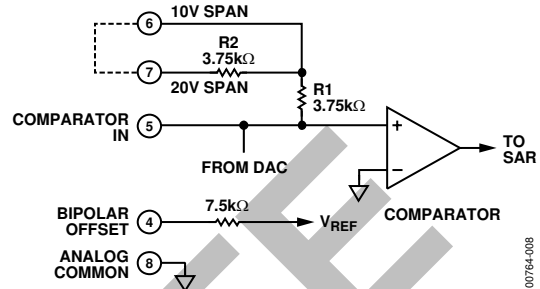 6
10V SPAN
R2
3.75kΩ
7
20V SPAN
R1
3.75kΩ
COMPARATOR
IN
5
+
–
TO
SAR
FROM DAC
COMPARATOR
BIPOLAR
OFFSET
4
7.5kΩ
VREF
ANALOG
COMMON
8
00764-008